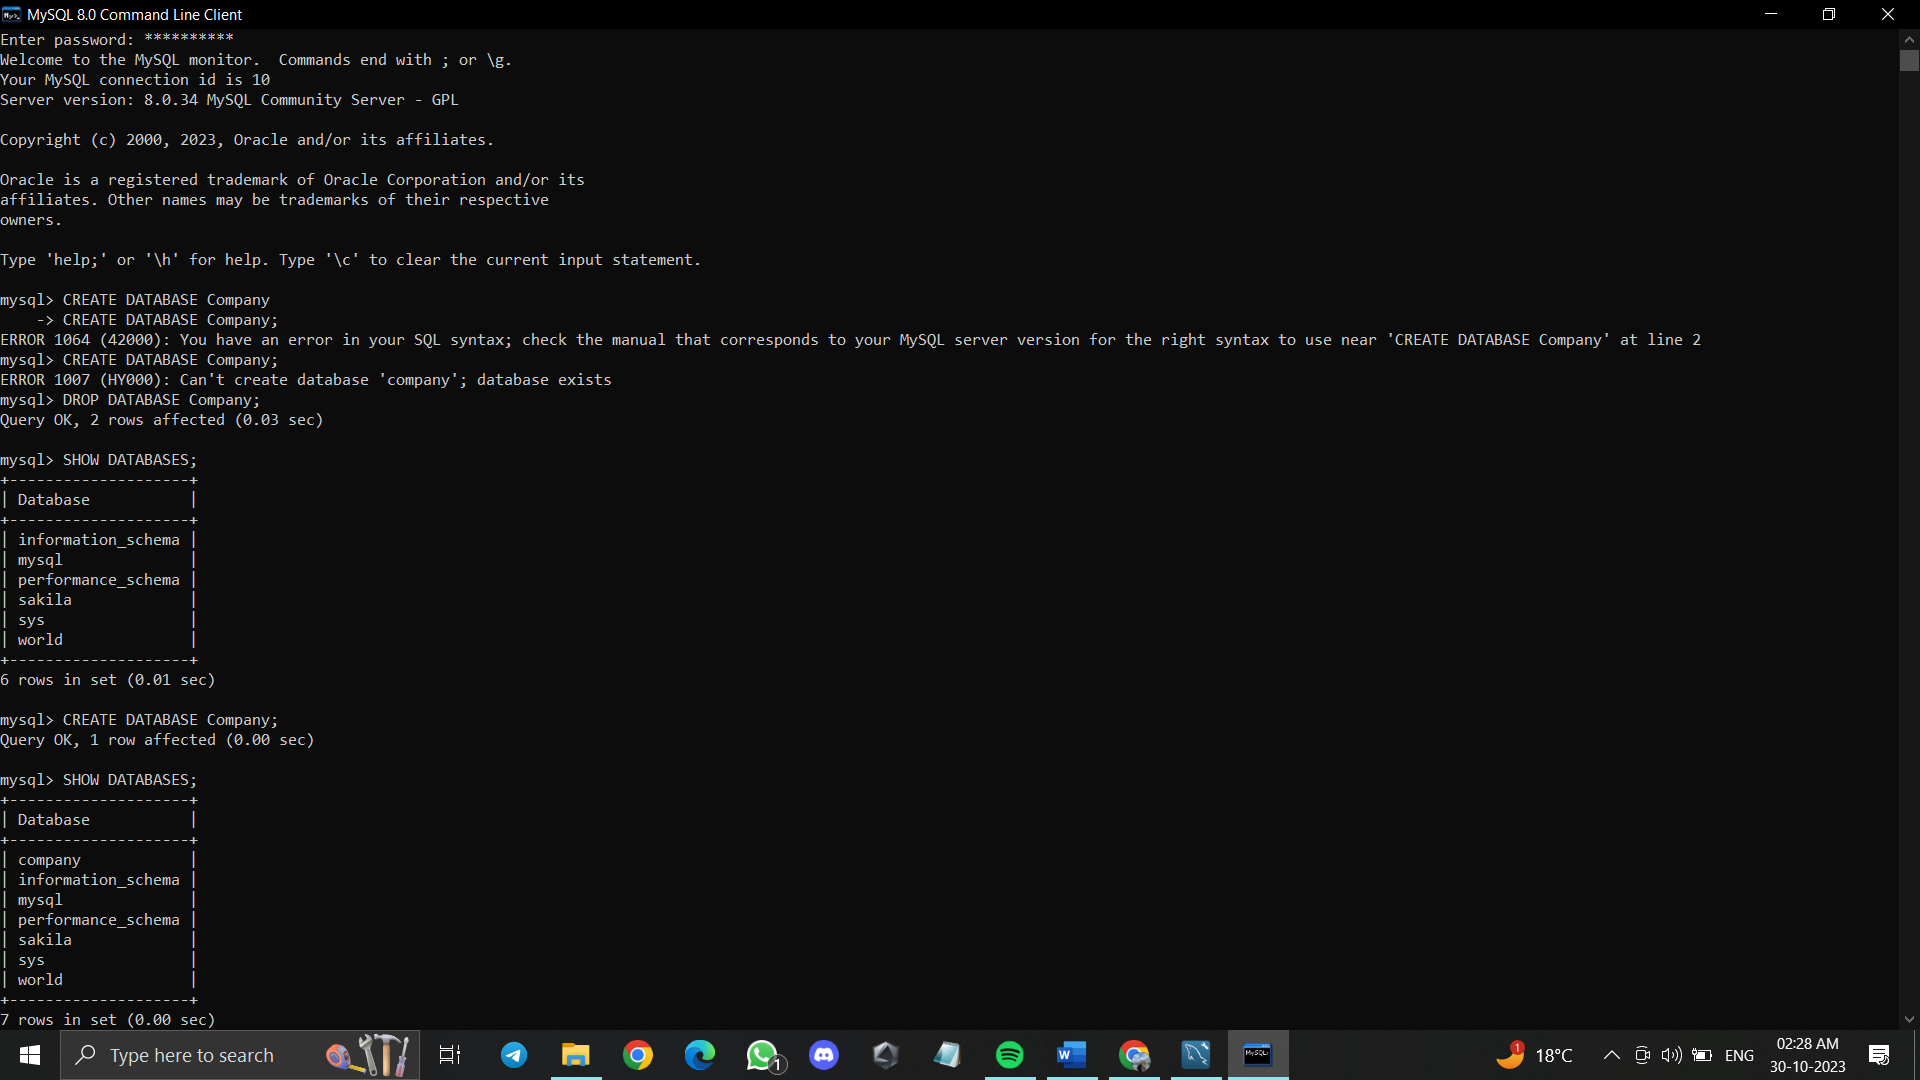 MySQL 8.0 Command Line Client
Enter password: **********
Welcome to the MySQL monitor.  Commands end with ; or \g.
Your MySQL connection id is 10
Server version: 8.0.34 MySQL Community Server - GPL

Copyright (c) 2000, 2023, Oracle and/or its affiliates.

Oracle is a registered trademark of Oracle Corporation and/or its
affiliates. Other names may be trademarks of their respective
owners.

Type 'help;' or '\h' for help. Type '\c' to clear the current input statement.

mysql> CREATE DATABASE Company
    -> CREATE DATABASE Company;
ERROR 1064 (42000): You have an error in your SQL syntax; check the manual that corresponds to your MySQL server version for the right syntax to use near 'CREATE DATABASE Company' at line 2
mysql> CREATE DATABASE Company;
ERROR 1007 (HY000): Can't create database 'company'; database exists
mysql> DROP DATABASE Company;
Query OK, 2 rows affected (0.03 sec)

mysql> SHOW DATABASES;
+--------------------+
| Database           |
+--------------------+
| information_schema |
| mysql              |
| performance_schema |
| sakila             |
| sys                |
| world              |
+--------------------+
6 rows in set (0.01 sec)

mysql> CREATE DATABASE Company;
Query OK, 1 row affected (0.00 sec)

mysql> SHOW DATABASES;
+--------------------+
| Database           |
+--------------------+
| company            |
| information_schema |
| mysql              |
| performance_schema |
| sakila             |
| sys                |
| world              |
+--------------------+
7 rows in set (0.00 sec)
Type here to search
1
W
MySQL
1
18°C
ENG
02:28 AM
30-10-2023